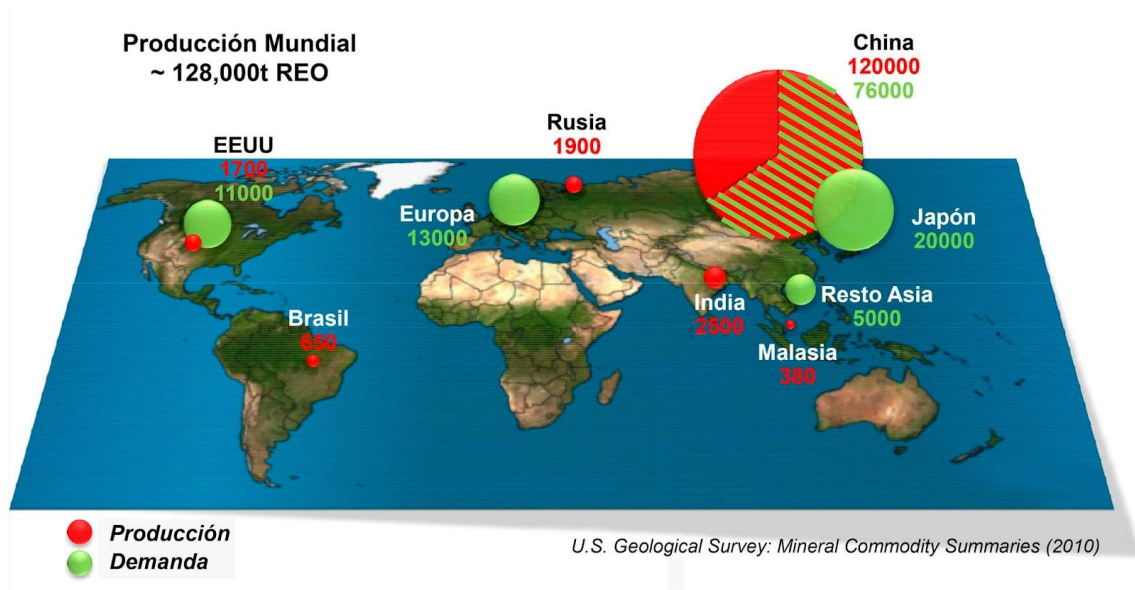 Producción Mundial
~ 128,000t REO
China
120000
76000
Rusia
1900
EEUU
1700
11000
Europa
13000
Japón
20000
India
2500
Resto Asia
5000
Brasil
650
Malasia
380
Producción
Demanda
U.S. Geological Survey: Mineral Commodity Summaries (2010)